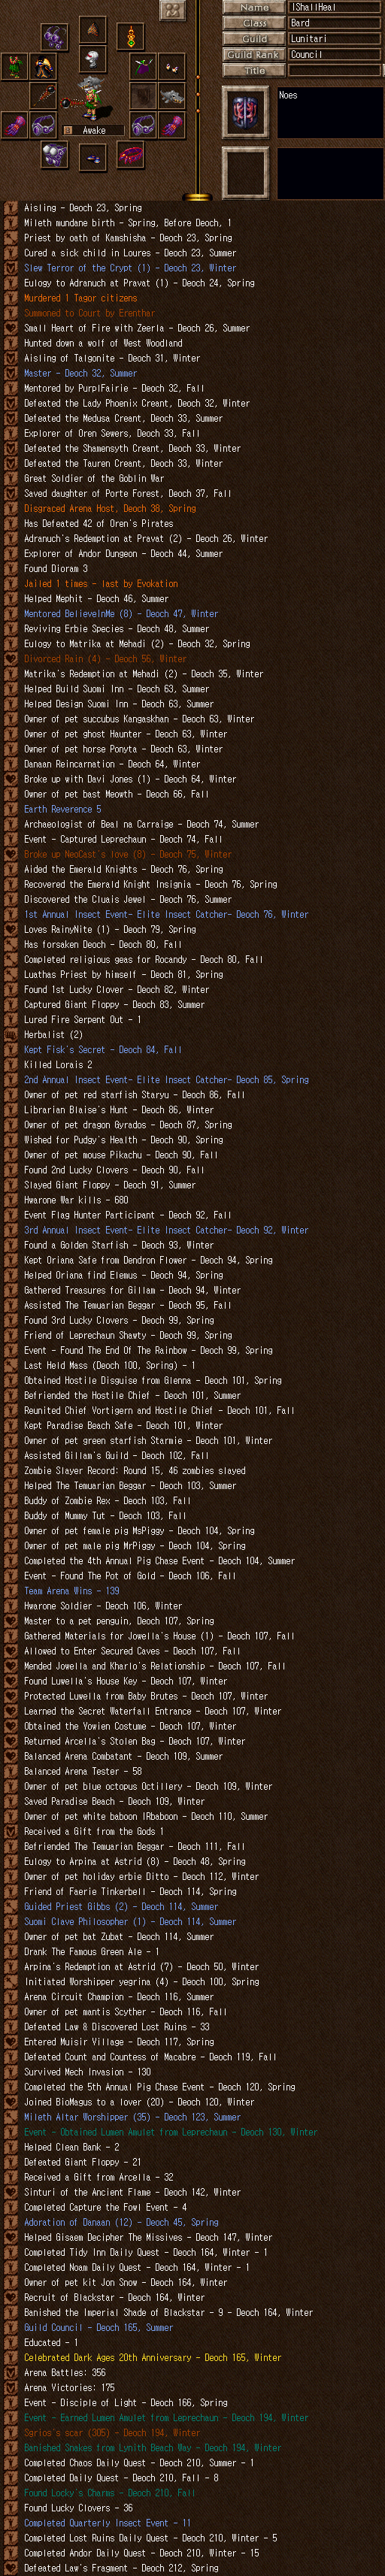 Name
IShallHeal
Class
Bard
Guild
Lunitari
Guild Rank
Council
Title
Noes
Awake
Aisling - Deoch 23, Spring
Mileth mundane birth - Spring, Before Deoch, 1
Priest by oath of Kamshisha - Deoch 23, Spring
Cured a sick child in Loures - Deoch 23, Summer
Slew Terror of the Crypt (1) - Deoch 23, Winter
Eulogy to Adranuch at Pravat (1) - Deoch 24, Spring
Murdered 1 Tagor citizens
Summoned to Court by Erenthar
Small Heart of Fire with Zeerla - Deoch 26, Summer
Hunted down a wolf of West Woodland
Aisling of Talgonite - Deoch 31, Winter
Master - Deoch 32, Summer
Mentored by PurplFairie - Deoch 32, Fall
Defeated the Lady Phoenix Creant, Deoch 32, Winter
Defeated the Medusa Creant, Deoch 33, Summer
Explorer of Oren Sewers, Deoch 33, Fall
Defeated the Shamensyth Creant, Deoch 33, Winter
Defeated the Tauren Creant, Deoch 33, Winter
Great Soldier of the Goblin War
Saved daughter of Porte Forest, Deoch 37, Fall
Disgraced Arena Host, Deoch 38, Spring
Has Defeated 42 of Oren's Pirates
Adranuch's Redemption at Pravat (2) - Deoch 26, Winter
Explorer of Andor Dungeon - Deoch 44, Summer
Found Dioram 3
Jailed 1 times - last by Evokation
Helped Mephit - Deoch 46, Summer
Mentored BelieveInMe (8) - Deoch 47, Winter
Reviving Erbie Species - Deoch 48, Summer
Eulogy to Matrika at Mehadi (2) - Deoch 32, Spring
Divorced Rain (4) - Deoch 56, Winter
Matrika's Redemption at Mehadi (2) - Deoch 35, Winter
Helped Build Suomi Inn - Deoch 63, Summer
Helped Design Suomi Inn - Deoch 63, Summer
Owner of pet succubus Kangaskhan - Deoch 63, Winter
Owner of pet ghost Haunter - Deoch 63, Winter
Owner of pet horse Ponyta - Deoch 63, Winter
Danaan Reincarnation - Deoch 64, Winter
Broke up with Davi Jones (1) - Deoch 64, Winter
Owner of pet bast Meowth - Deoch 66, Fall
Earth Reverence 5
Archaeologist of Beal na Carraige - Deoch 74, Summer
Event - Captured Leprechaun - Deoch 74, Fall
Broke up NeoCast's love (8) - Deoch 75, Winter
Aided the Emerald Knights - Deoch 76, Spring
Recovered the Emerald Knight Insignia - Deoch 76, Spring
Discovered the Cluais Jewel - Deoch 76, Summer
1st Annual Insect Event- Elite Insect Catcher- Deoch 76, Winter
Loves RainyNite (1) - Deoch 79, Spring
Has forsaken Deoch - Deoch 80, Fall
Completed religious geas for Rocandy - Deoch 80, Fall
Luathas Priest by himself - Deoch 81, Spring
Found 1st Lucky Clover - Deoch 82, Winter
Captured Giant Floppy - Deoch 83, Summer
Lured Fire Serpent Out - 1
Herbalist (2)
Kept Fisk's Secret - Deoch 84, Fall
Killed Lorais 2
2nd Annual Insect Event- Elite Insect Catcher- Deoch 85, Spring
Owner of pet red starfish Staryu - Deoch 86, Fall
Librarian Blaise's Hunt - Deoch 86, Winter
Owner of pet dragon Gyrados - Deoch 87, Spring
Wished for Pudgy's Health - Deoch 90, Spring
Owner of pet mouse Pikachu - Deoch 90, Fall
Found 2nd Lucky Clovers - Deoch 90, Fall
Slayed Giant Floppy - Deoch 91, Summer
Hwarone War kills - 680
Event Flag Hunter Participant - Deoch 92, Fall
3rd Annual Insect Event- Elite Insect Catcher- Deoch 92, Winter
Found a Golden Starfish - Deoch 93, Winter
Kept Oriana Safe from Dendron Flower - Deoch 94, Spring
Helped Oriana find Elemus - Deoch 94, Spring
Gathered Treasures for Gillam - Deoch 94, Winter
Assisted The Temuarian Beggar - Deoch 95, Fall
Found 3rd Lucky Clovers - Deoch 99, Spring
Friend of Leprechaun Shawty - Deoch 99, Spring
Event - Found The End Of The Rainbow - Deoch 99, Spring
Last Held Mass (Deoch 100, Spring) - 1
Obtained Hostile Disguise from Glenna - Deoch 101, Spring
Befriended the Hostile Chief - Deoch 101, Summer
Reunited Chief Vortigern and Hostile Chief - Deoch 101, Fall
Kept Paradise Beach Safe - Deoch 101, Winter
Owner of pet green starfish Starmie - Deoch 101, Winter
Assisted Gillam's Guild - Deoch 102, Fall
Zombie Slayer Record: Round 15, 46 zombies slayed
Helped The Temuarian Beggar - Deoch 103, Summer
Buddy of Zombie Rex - Deoch 103, Fall
Buddy of Mummy Tut - Deoch 103, Fall
Owner of pet female pig MsPiggy - Deoch 104, Spring
Owner of pet male pig MrPiggy - Deoch 104, Spring
Completed the 4th Annual Pig Chase Event - Deoch 104, Summer
Event - Found The Pot of Gold - Deoch 106, Fall
Team Arena Wins - 139
Hwarone Soldier - Deoch 106, Winter
Master to a pet penguin, Deoch 107, Spring
Gathered Materials for Jowella's House (1) - Deoch 107, Fall
Allowed to Enter Secured Caves - Deoch 107, Fall
Mended Jowella and Kharlo's Relationship - Deoch 107, Fall
Found Luwella's House Key - Deoch 107, Winter
Protected Luwella from Baby Brutes - Deoch 107, Winter
Learned the Secret Waterfall Entrance - Deoch 107, Winter
Obtained the Yowien Costume - Deoch 107, Winter
Returned Arcella's Stolen Bag - Deoch 107, Winter
Balanced Arena Combatant - Deoch 109, Summer
Balanced Arena Tester - 58
Owner of pet blue octopus Octillery - Deoch 109, Winter
Saved Paradise Beach - Deoch 109, Winter
Owner of pet white baboon IRbaboon - Deoch 110, Summer
Received a Gift from the Gods 1
Befriended The Temuarian Beggar - Deoch 111, Fall
Eulogy to Arpina at Astrid (8) - Deoch 48, Spring
Owner of pet holiday erbie Ditto - Deoch 112, Winter
Friend of Faerie Tinkerbell - Deoch 114, Spring
Guided Priest Gibbs (2) - Deoch 114, Summer
Suomi Clave Philosopher (1) - Deoch 114, Summer
Owner of pet bat Zubat - Deoch 114, Summer
Drank The Famous Green Ale - 1
Arpina's Redemption at Astrid (7) - Deoch 50, Winter
Initiated Worshipper yegrina (4) - Deoch 100, Spring
Arena Circuit Champion - Deoch 116, Summer
Owner of pet mantis Scyther - Deoch 116, Fall
Defeated Law & Discovered Lost Ruins - 33
Entered Muisir Village - Deoch 117, Spring
Defeated Count and Countess of Macabre - Deoch 119, Fall
Survived Mech Invasion - 130
Completed the 5th Annual Pig Chase Event - Deoch 120, Spring
Joined BioMagus to a lover (20) - Deoch 120, Winter
Mileth Altar Worshipper (35) - Deoch 123, Summer
Event - Obtained Lumen Amulet from Leprechaun - Deoch 130, Winter
Helped Clean Bank - 2
Defeated Giant Floppy - 21
Received a Gift from Arcella - 32
Sinturi of the Ancient Flame - Deoch 142, Winter
Completed Capture the Fowl Event - 4
Adoration of Danaan (12) - Deoch 45, Spring
Helped Gisaem Decipher The Missives - Deoch 147, Winter
Completed Tidy Inn Daily Quest - Deoch 164, Winter - 1
Completed Noam Daily Quest - Deoch 164, Winter - 1
Owner of pet kit Jon Snow - Deoch 164, Winter
Recruit of Blackstar - Deoch 164, Winter
Banished the Imperial Shade of Blackstar - 9 - Deoch 164, Winter
Guild Council - Deoch 165, Summer
Educated - 1
Celebrated Dark Ages 20th Anniversary - Deoch 165, Winter
Arena Battles: 356
Arena Victories: 175
Event - Disciple of Light - Deoch 166, Spring
Event - Earned Lumen Amulet from Leprechaun - Deoch 194, Winter
Sgrios's scar (305) - Deoch 194, Winter
Banished Snakes from Lynith Beach Way - Deoch 194, Winter
Completed Chaos Daily Quest - Deoch 210, Summer - 1
Completed Daily Quest - Deoch 210, Fall - 8
Found Locky's Charms - Deoch 210, Fall
Found Lucky Clovers - 36
Completed Quarterly Insect Event - 11
Completed Lost Ruins Daily Quest - Deoch 210, Winter - 5
Completed Andor Daily Quest - Deoch 210, Winter - 15
Defeated Law's Fragment - Deoch 212, Spring